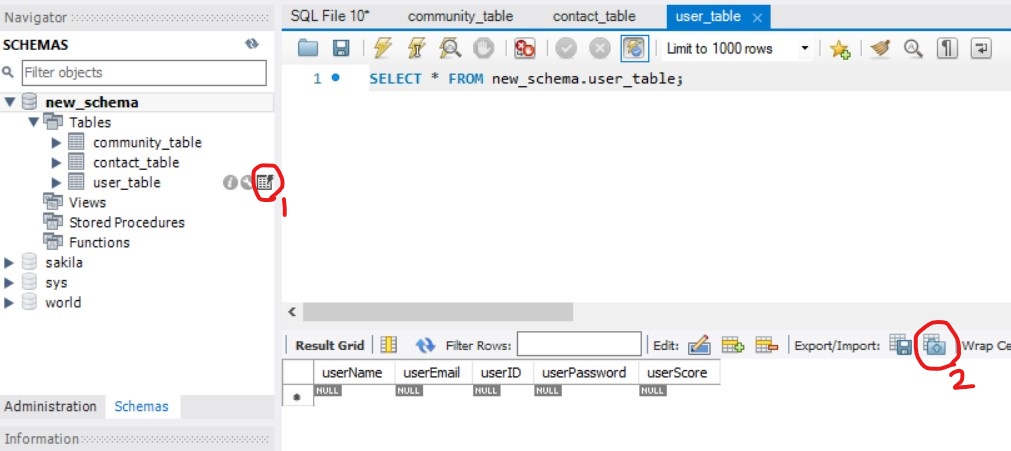 Navigator
SCHEMAS
Filter objects
new_schema
Tables
community_table
contact_table
user_table
Views
Stored Procedures
Functions
sakila
sys
world
Administration Schemas
Information
SQL File 10* community_table contact_table user_table
Limit to 1000 rows
1 SELECT * FROM new_schema.user_table;
Result Grid Filter Rows: Edit: Export/Import: Wrap Ce
userName userEmail userID userPassword userScore
NULL NULL NULL NULL NULL
1
2